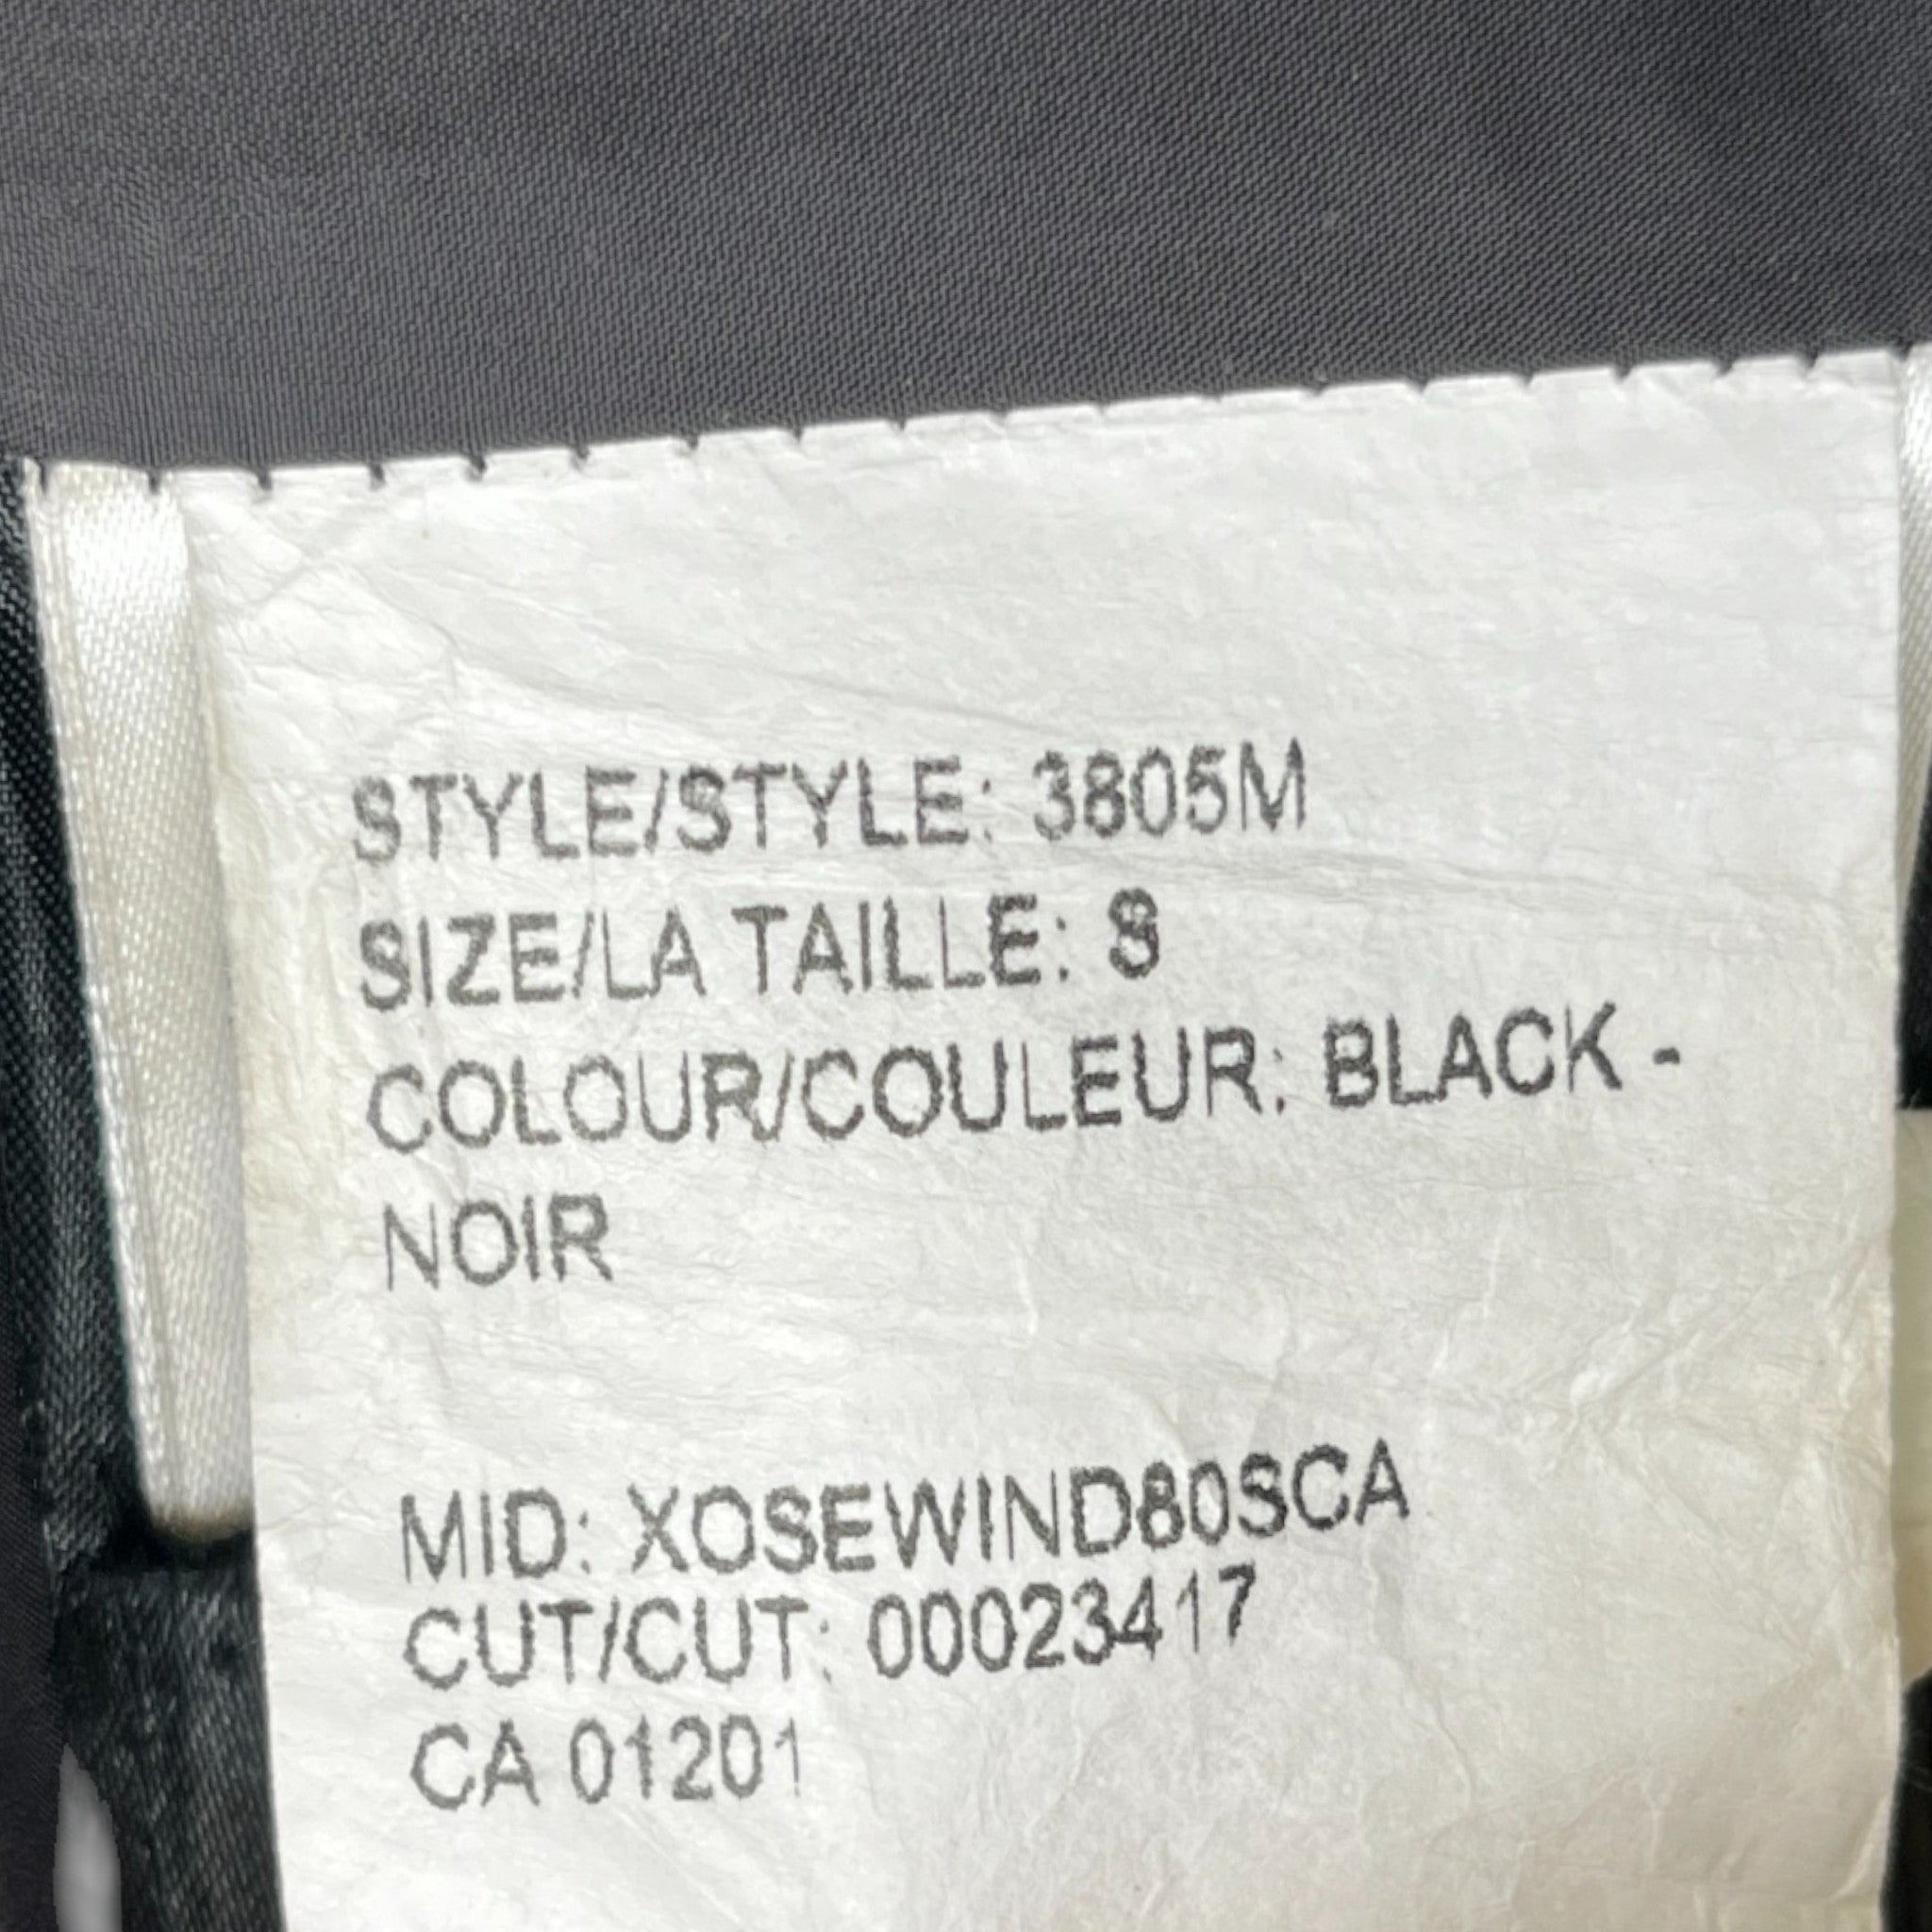 STYLE/STYLE: 3805M
SIZE/LA TAILLE: S
COLOUR/COULEUR: BLACK -
NOIR
MID: XOSEWIND80SCA
CUT/CUT: 00023417
CA 01201